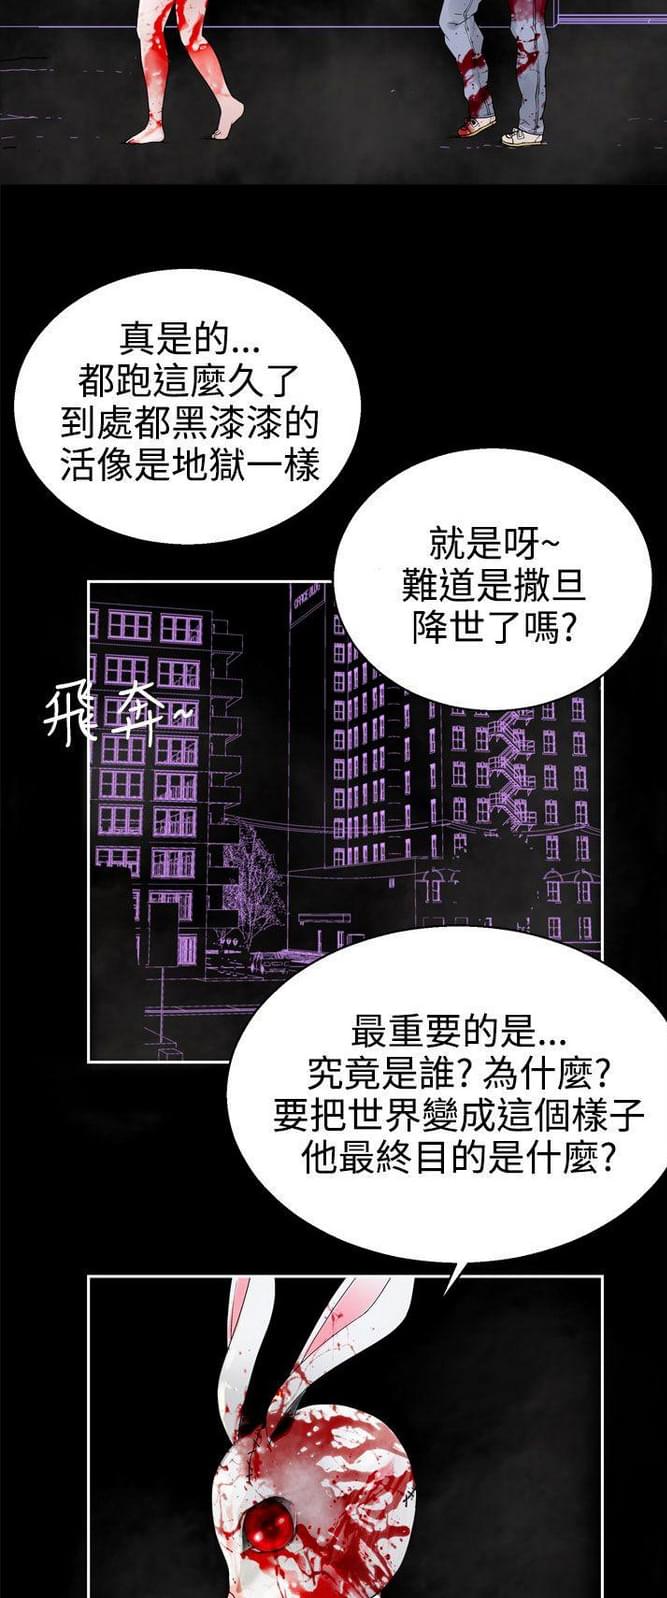 真是的...
都跑這麼久了
到處都黑漆漆的
活像是地獄一樣
就是呀~
難道是撒旦
降世了嗎?
OFFICE BLDG
飛奔~
最重要的是...
究竟是誰? 為什麼?
要把世界變成這個樣子
他最終目的是什麼?